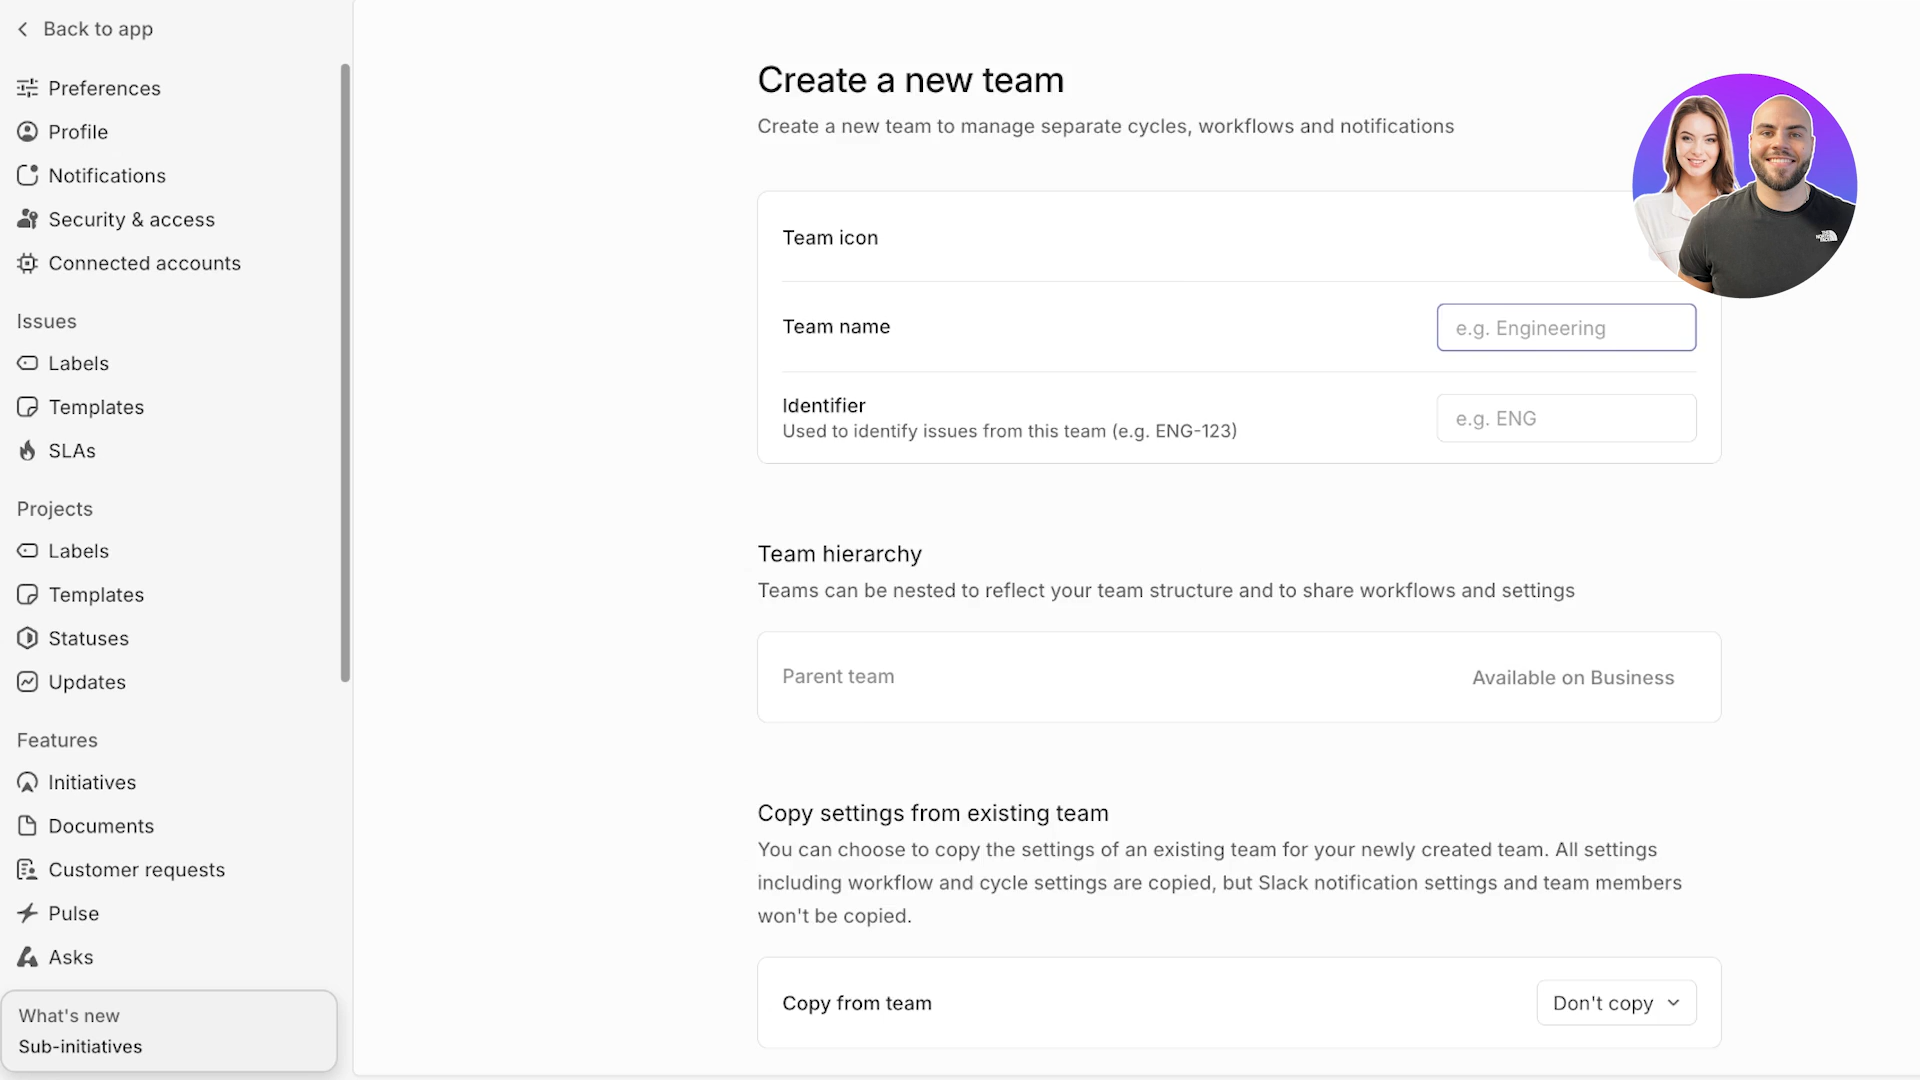 Back to app
Preferences
Profile
Notifications
Security & access
Connected accounts
Issues
Labels
Templates
SLAs
Projects
Labels
Templates
Statuses
Updates
Features
Initiatives
Documents
Customer requests
Pulse
Asks
What's new
Sub-initiatives
Create a new team
Create a new team to manage separate cycles, workflows and notifications
Team icon
Team name
e.g. Engineering
Identifier
Used to identify issues from this team (e.g. ENG-123)
e.g. ENG
Team hierarchy
Teams can be nested to reflect your team structure and to share workflows and settings
Parent team
Available on Business
Copy settings from existing team
You can choose to copy the settings of an existing team for your newly created team. All settings
including workflow and cycle settings are copied, but Slack notification settings and team members
won't be copied.
Copy from team
Don't copy